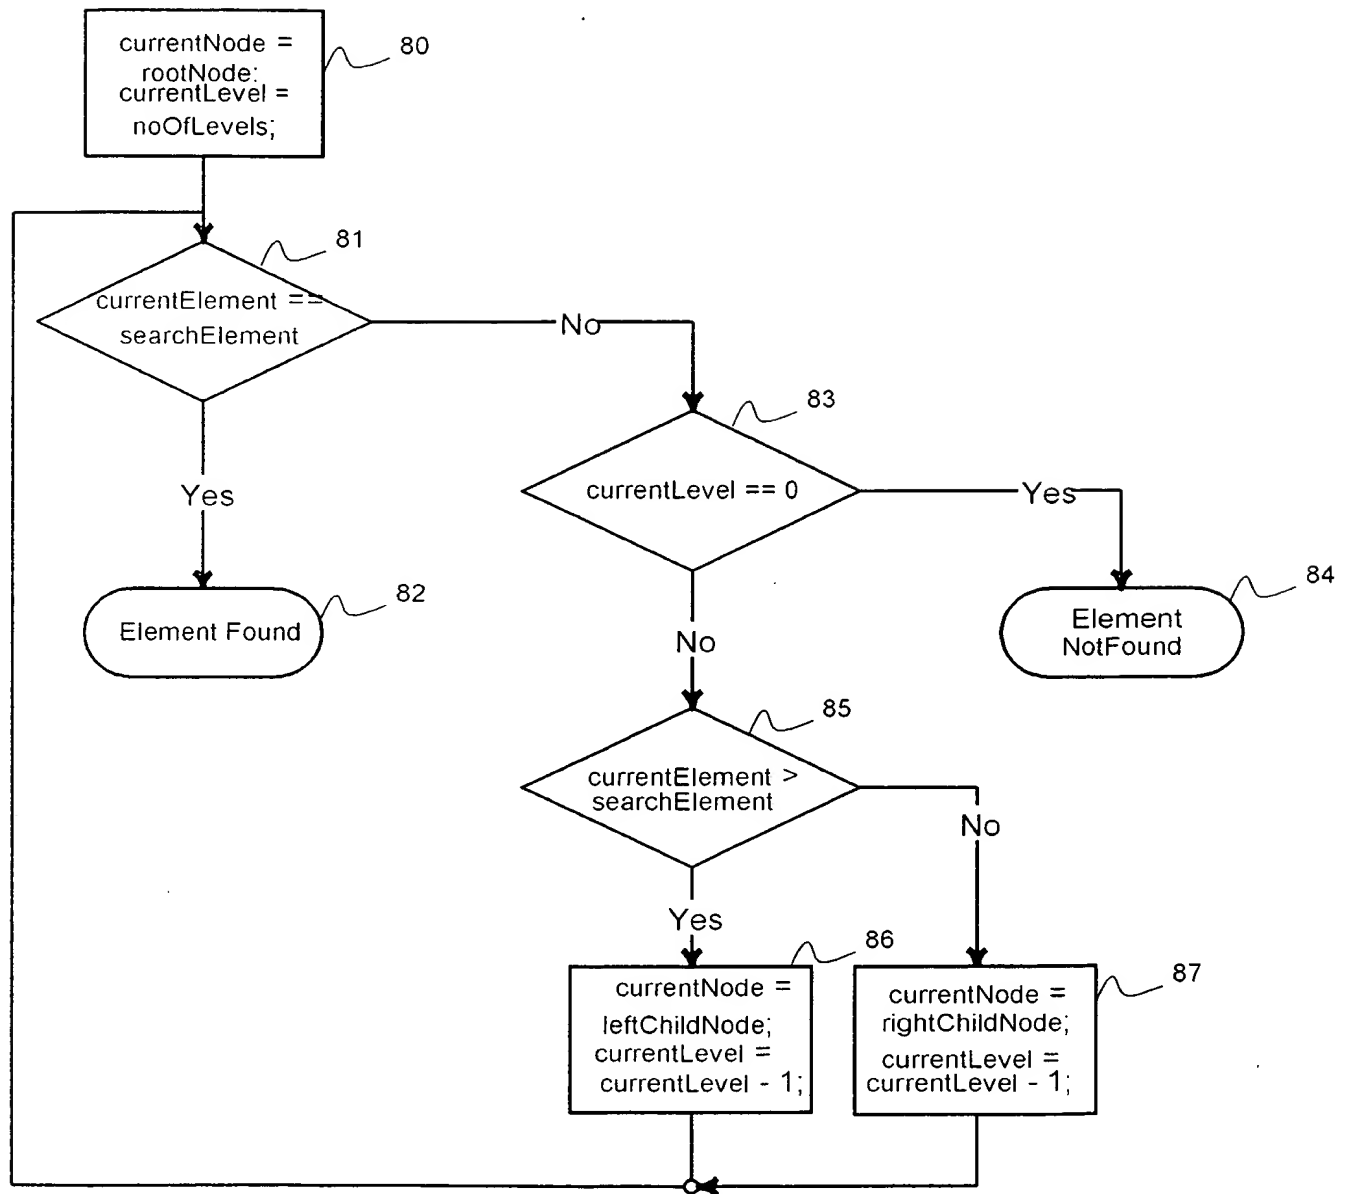 currentNode =
rootNode:
currentLevel =
noOfLevels;
80
81
currentElement ==
searchElement
No
83
currentLevel == 0
Yes
Yes
84
Element
NotFound
82
Element Found
No
85
currentElement >
searchElement
No
Yes
86
currentNode =
leftChildNode;
currentLevel =
currentLevel - 1;
87
currentNode =
rightChildNode;
currentLevel =
currentLevel - 1;